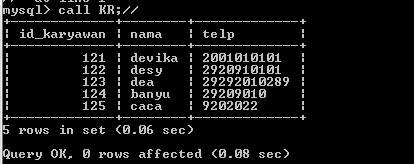 mysql> call KR;//
| id_karyawan | nama | telp |
| 121 | devika | 2001010101 |
| 122 | desy | 2920910101 |
| 123 | dea | 29292010289 |
| 124 | banyu | 29209010 |
| 125 | caca | 9202022 |
5 rows in set (0.06 sec)
Query OK, 0 rows affected (0.08 sec)